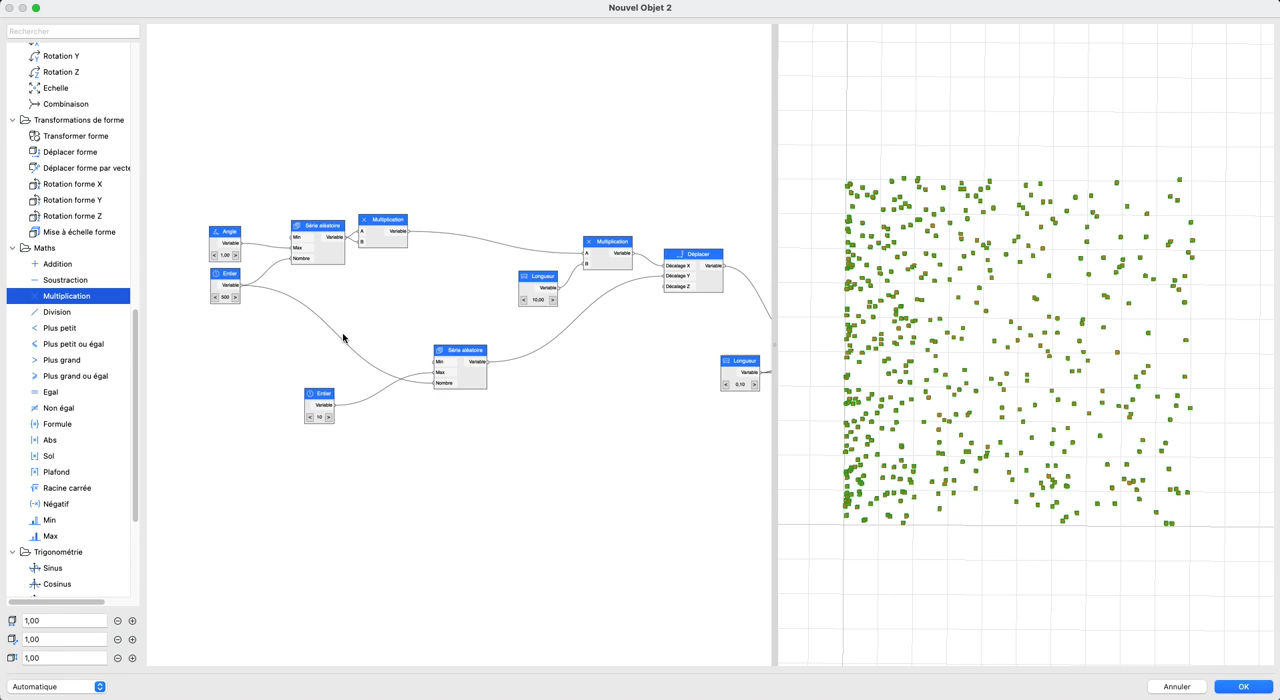 Nouvel Objet 2
Rechercher
Rotation Y
Rotation Z
Echelle
Combinaison
Transformations de forme
Transformer forme
Déplacer forme
Déplacer forme par vecte
Rotation forme X
Rotation forme Y
Rotation forme Z
Mise à échelle forme
Maths
Addition
Soustraction
Multiplication
Division
Plus petit
Plus petit ou égal
Plus grand
Plus grand ou égal
Egal
Non égal
Formule
Abs
Sol
Plafond
Racine carrée
Négatif
Min
Max
Trigonométrie
Sinus
Cosinus
1,00
1,00
1,00
Automatique
Angle
Variable
< 1,00 >
Entier
Variable
< 500 >
Série aléatoire
Min Variable
Max
Nombre
Multiplication
A Variable
B
Entier
Variable
< 10 >
Série aléatoire
Min Variable
Max
Nombre
Longueur
Variable
< 10,00 >
Multiplication
A Variable
B
Déplacer
Décalage X Variable
Décalage Y
Décalage Z
Longueur
Variable
< 0,10 >
Annuler
OK